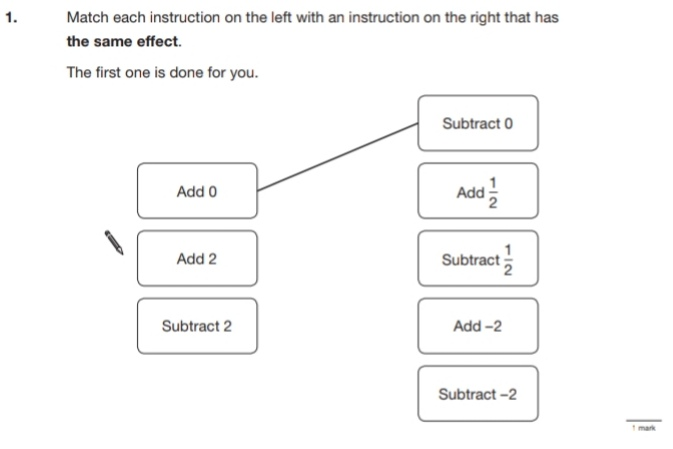 1. Match each instruction on the left with an instruction on the right that has
the same effect.
The first one is done for you.
Subtract 0
Add 0
Add 1/2
Add 2
Subtract 1/2
Subtract 2
Add −2
Subtract −2
1 mark